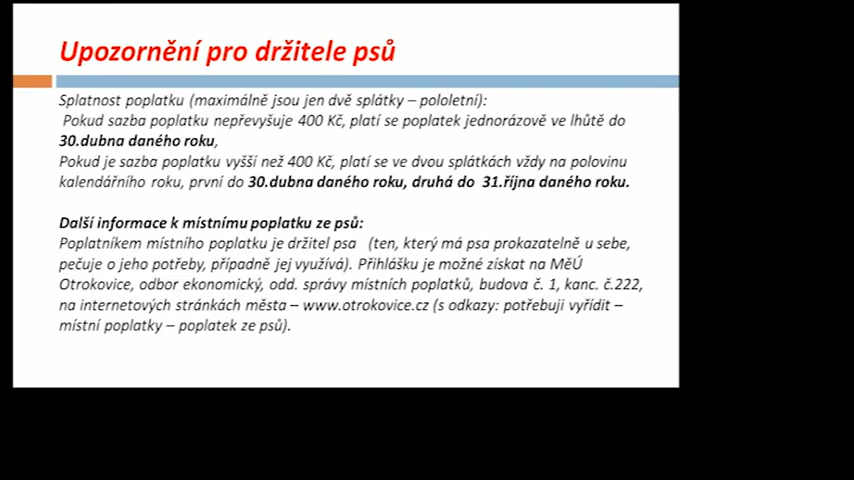 Upozornění pro držitele psů
Splatnost poplatku (maximálně jsou jen dvě splátky – pololetní):
Pokud sazba poplatku nepřevyšuje 400 Kč, platí se poplatek jednorázově ve lhůtě do
30.dubna daného roku,
Pokud je sazba poplatku vyšší než 400 Kč, platí se ve dvou splátkách vždy na polovinu
kalendářního roku, první do 30.dubna daného roku, druhá do 31.října daného roku.
Další informace k místnímu poplatku ze psů:
Poplatníkem místního poplatku je držitel psa (ten, který má psa prokazatelně u sebe,
pečuje o jeho potřeby, případně jej využívá). Přihlášku je možné získat na MěÚ
Otrokovice, odbor ekonomický, odd. správy místních poplatků, budova č. 1, kanc. č.222,
na internetových stránkách města – www.otrokovice.cz (s odkazy: potřebuji vyřídit –
místní poplatky – poplatek ze psů).